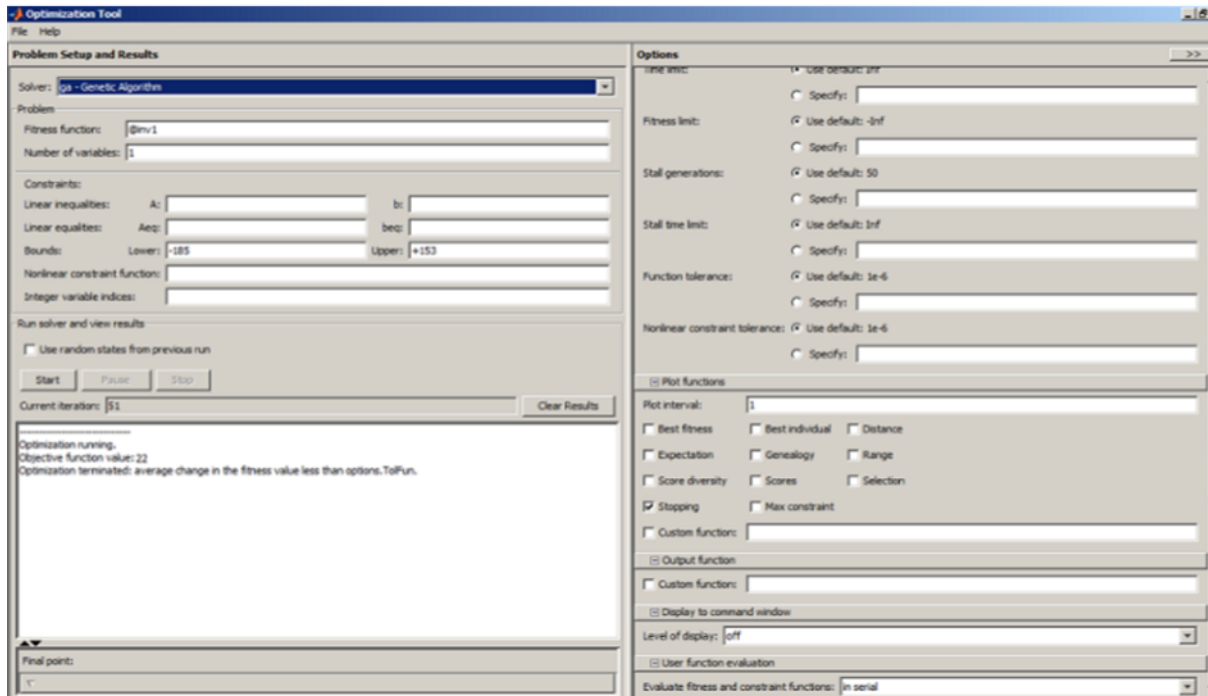 Optimization Tool
File Help
Problem Setup and Results
Solver: ga - Genetic Algorithm
Problem
Fitness function: @inv1
Number of variables: 1
Constraints:
Linear inequalities: A: b:
Linear equalities: Aeq: beq:
Bounds: Lower: -185 Upper: +153
Nonlinear constraint function:
Integer variable indices:
Run solver and view results
Use random states from previous run
Start Pause Stop
Current iteration: 51 Clear Results
Optimization running.
Objective function value: 22
Optimization terminated: average change in the fitness value less than options.TolFun.
Final point:
Options >>
Time limit: Use default: Inf
Specify:
Fitness limit: Use default: -Inf
Specify:
Stall generations: Use default: 50
Specify:
Stall time limit: Use default: Inf
Specify:
Function tolerance: Use default: 1e-6
Specify:
Nonlinear constraint tolerance: Use default: 1e-6
Specify:
Plot functions
Plot interval: 1
Best fitness Best individual Distance
Expectation Genealogy Range
Score diversity Scores Selection
Stopping Max constraint
Custom function:
Output function
Custom function:
Display to command window
Level of display: off
User function evaluation
Evaluate fitness and constraint functions: in serial